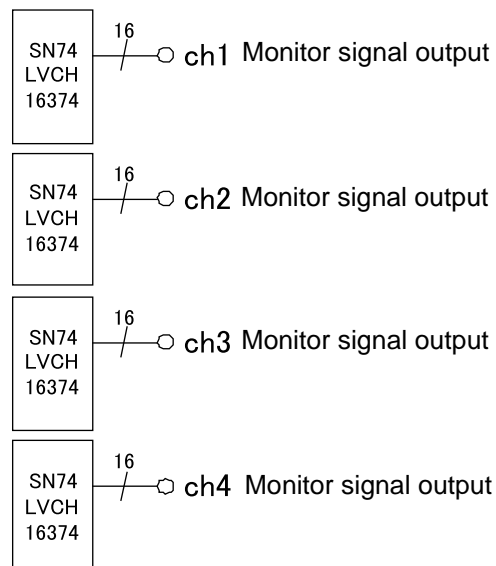 16
SN74
LVCH
16374
ch1 Monitor signal output
16
SN74
LVCH
16374
ch2 Monitor signal output
16
SN74
LVCH
16374
ch3 Monitor signal output
16
SN74
LVCH
16374
ch4 Monitor signal output